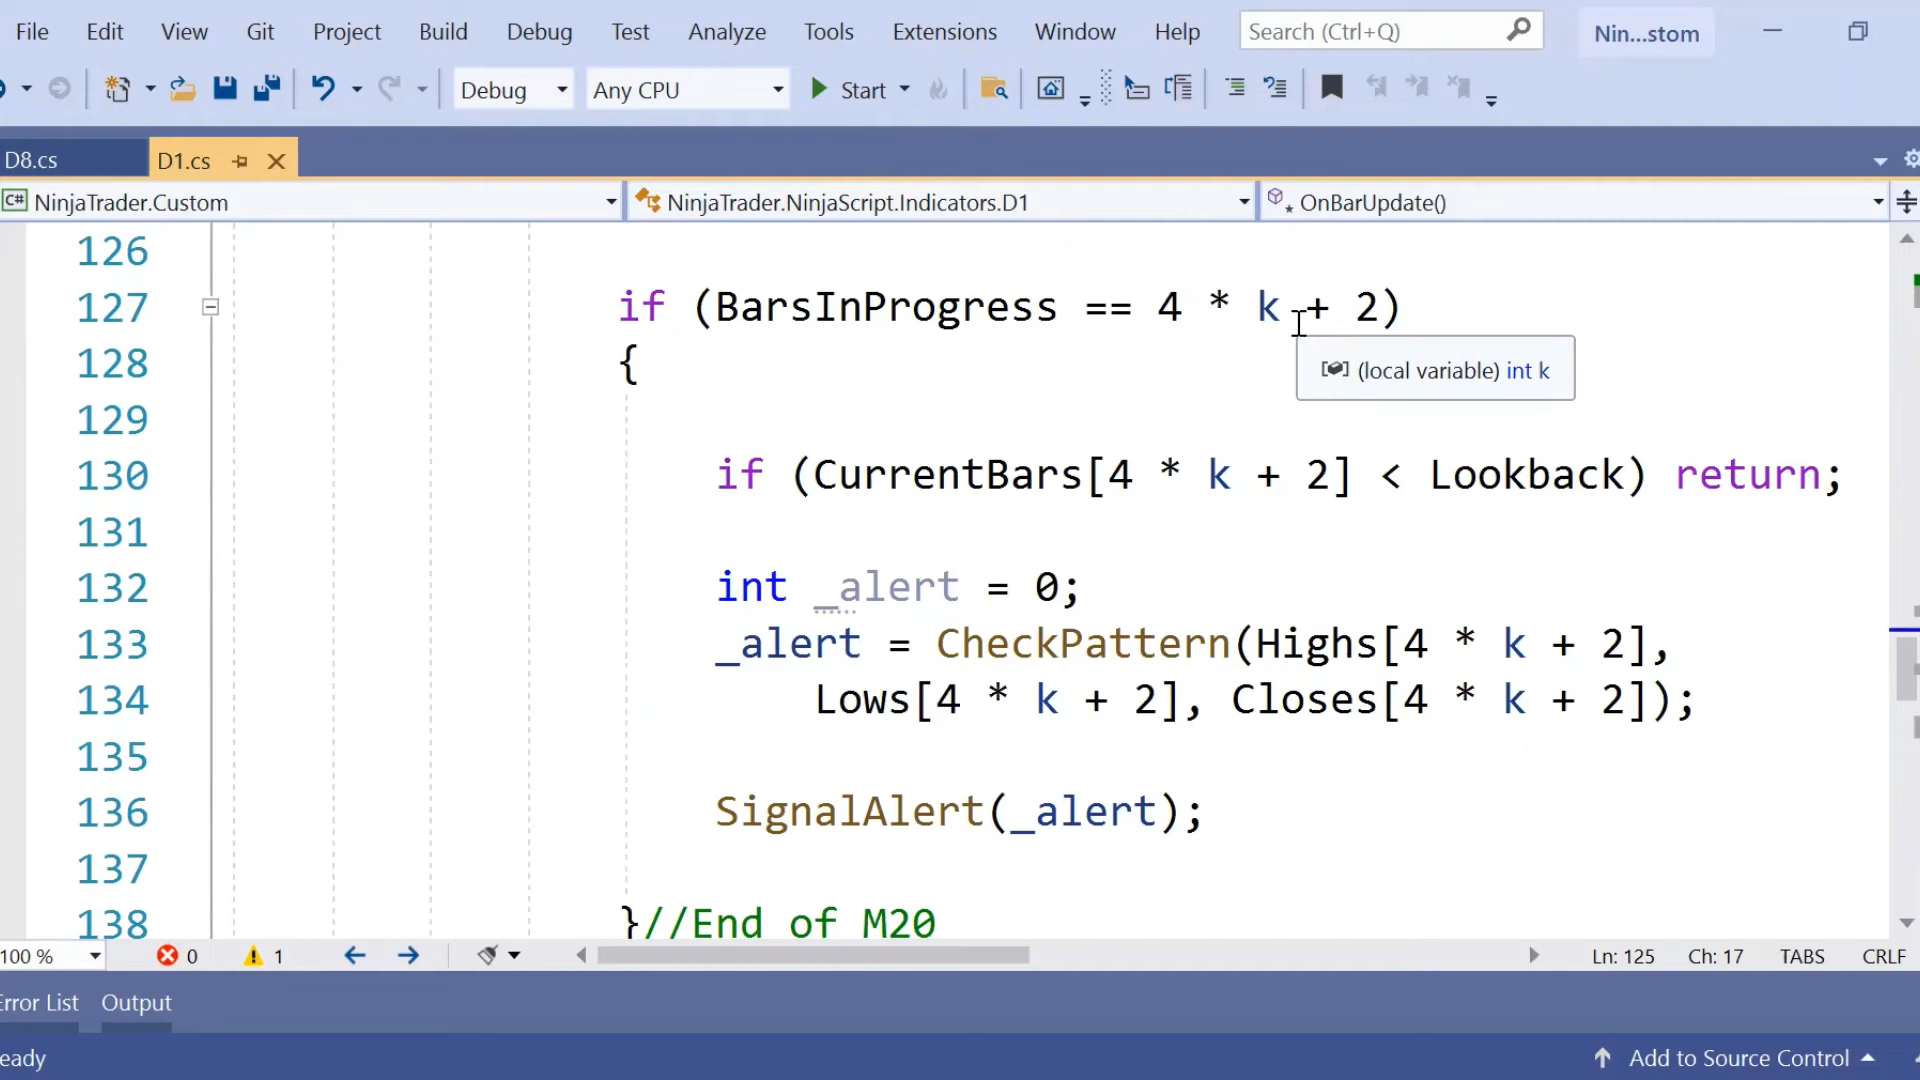 File Edit View Git Project Build Debug Test Analyze Tools Extensions Window Help Search (Ctrl+Q) Nin...stom
Debug Any CPU Start
D8.cs D1.cs
C# NinjaTrader.Custom NinjaTrader.NinjaScript.Indicators.D1 OnBarUpdate()
126
127 if (BarsInProgress == 4 * k + 2)
128 {
(local variable) int k
129
130 if (CurrentBars[4 * k + 2] < Lookback) return;
131
132 int _alert = 0;
133 _alert = CheckPattern(Highs[4 * k + 2],
134 Lows[4 * k + 2], Closes[4 * k + 2]);
135
136 SignalAlert(_alert);
137
138 }//End of M20
100 % 0 1 Ln: 125 Ch: 17 TABS CRLF
Error List Output
eady Add to Source Control